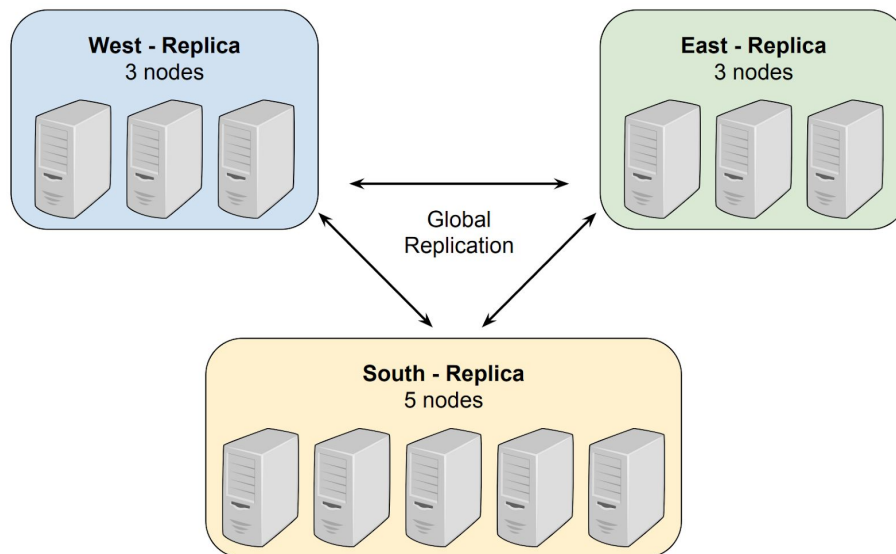 West - Replica
3 nodes
East - Replica
3 nodes
Global
Replication
South - Replica
5 nodes